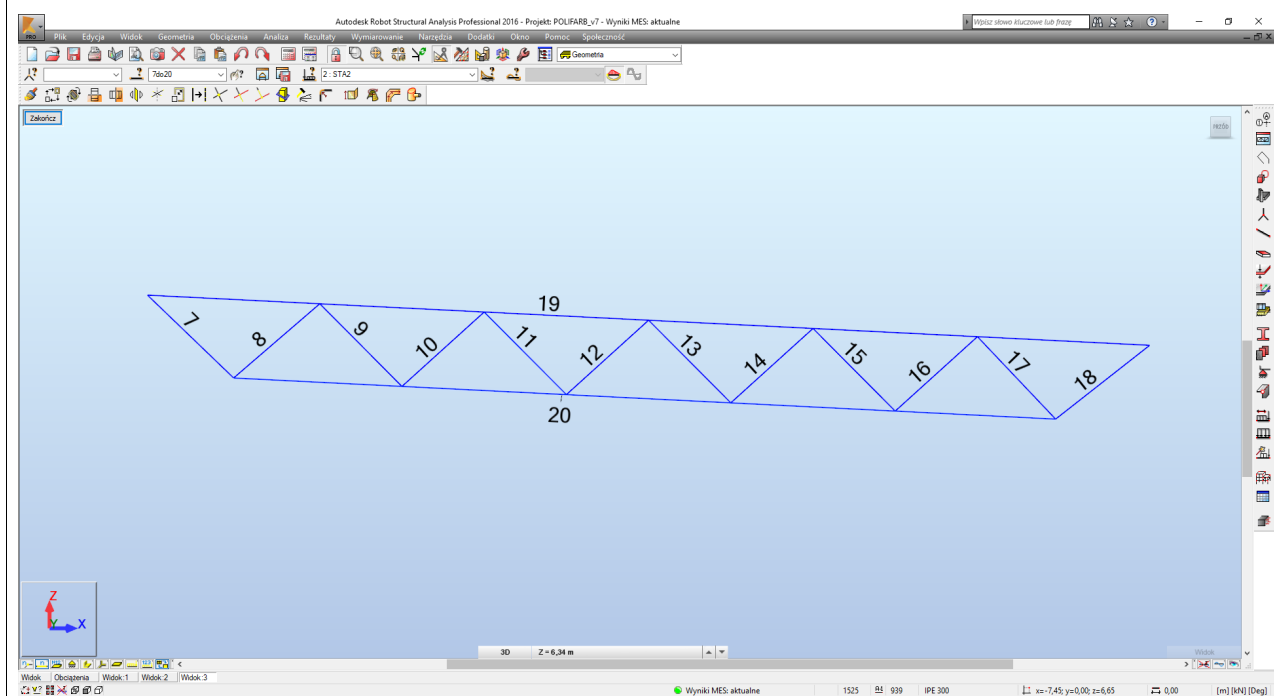 Autodesk Robot Structural Analysis Professional 2016 - Projekt: POLIFARB_v7 - Wyniki MES: aktualne
Wpisz słowo kluczowe lub frazę
PRO Plik Edycja Widok Geometria Obciążenia Analiza Rezultaty Wymiarowanie Narzędzia Dodatki Okno Pomoc Społeczność
Geometria
7do20 2 : STA2
Zakończ
PRZÓD
19
7 8 9 10 11 12 13 14 15 16 17 18
20
Z
Y X
3D Z = 6,34 m
Widok
Widok Obciążenia Widok:1 Widok:2 Widok:3
Wyniki MES: aktualne 1525 939 IPE 300 x=-7,45; y=0,00; z=6,65 0,00 [m] [kN] [Deg]